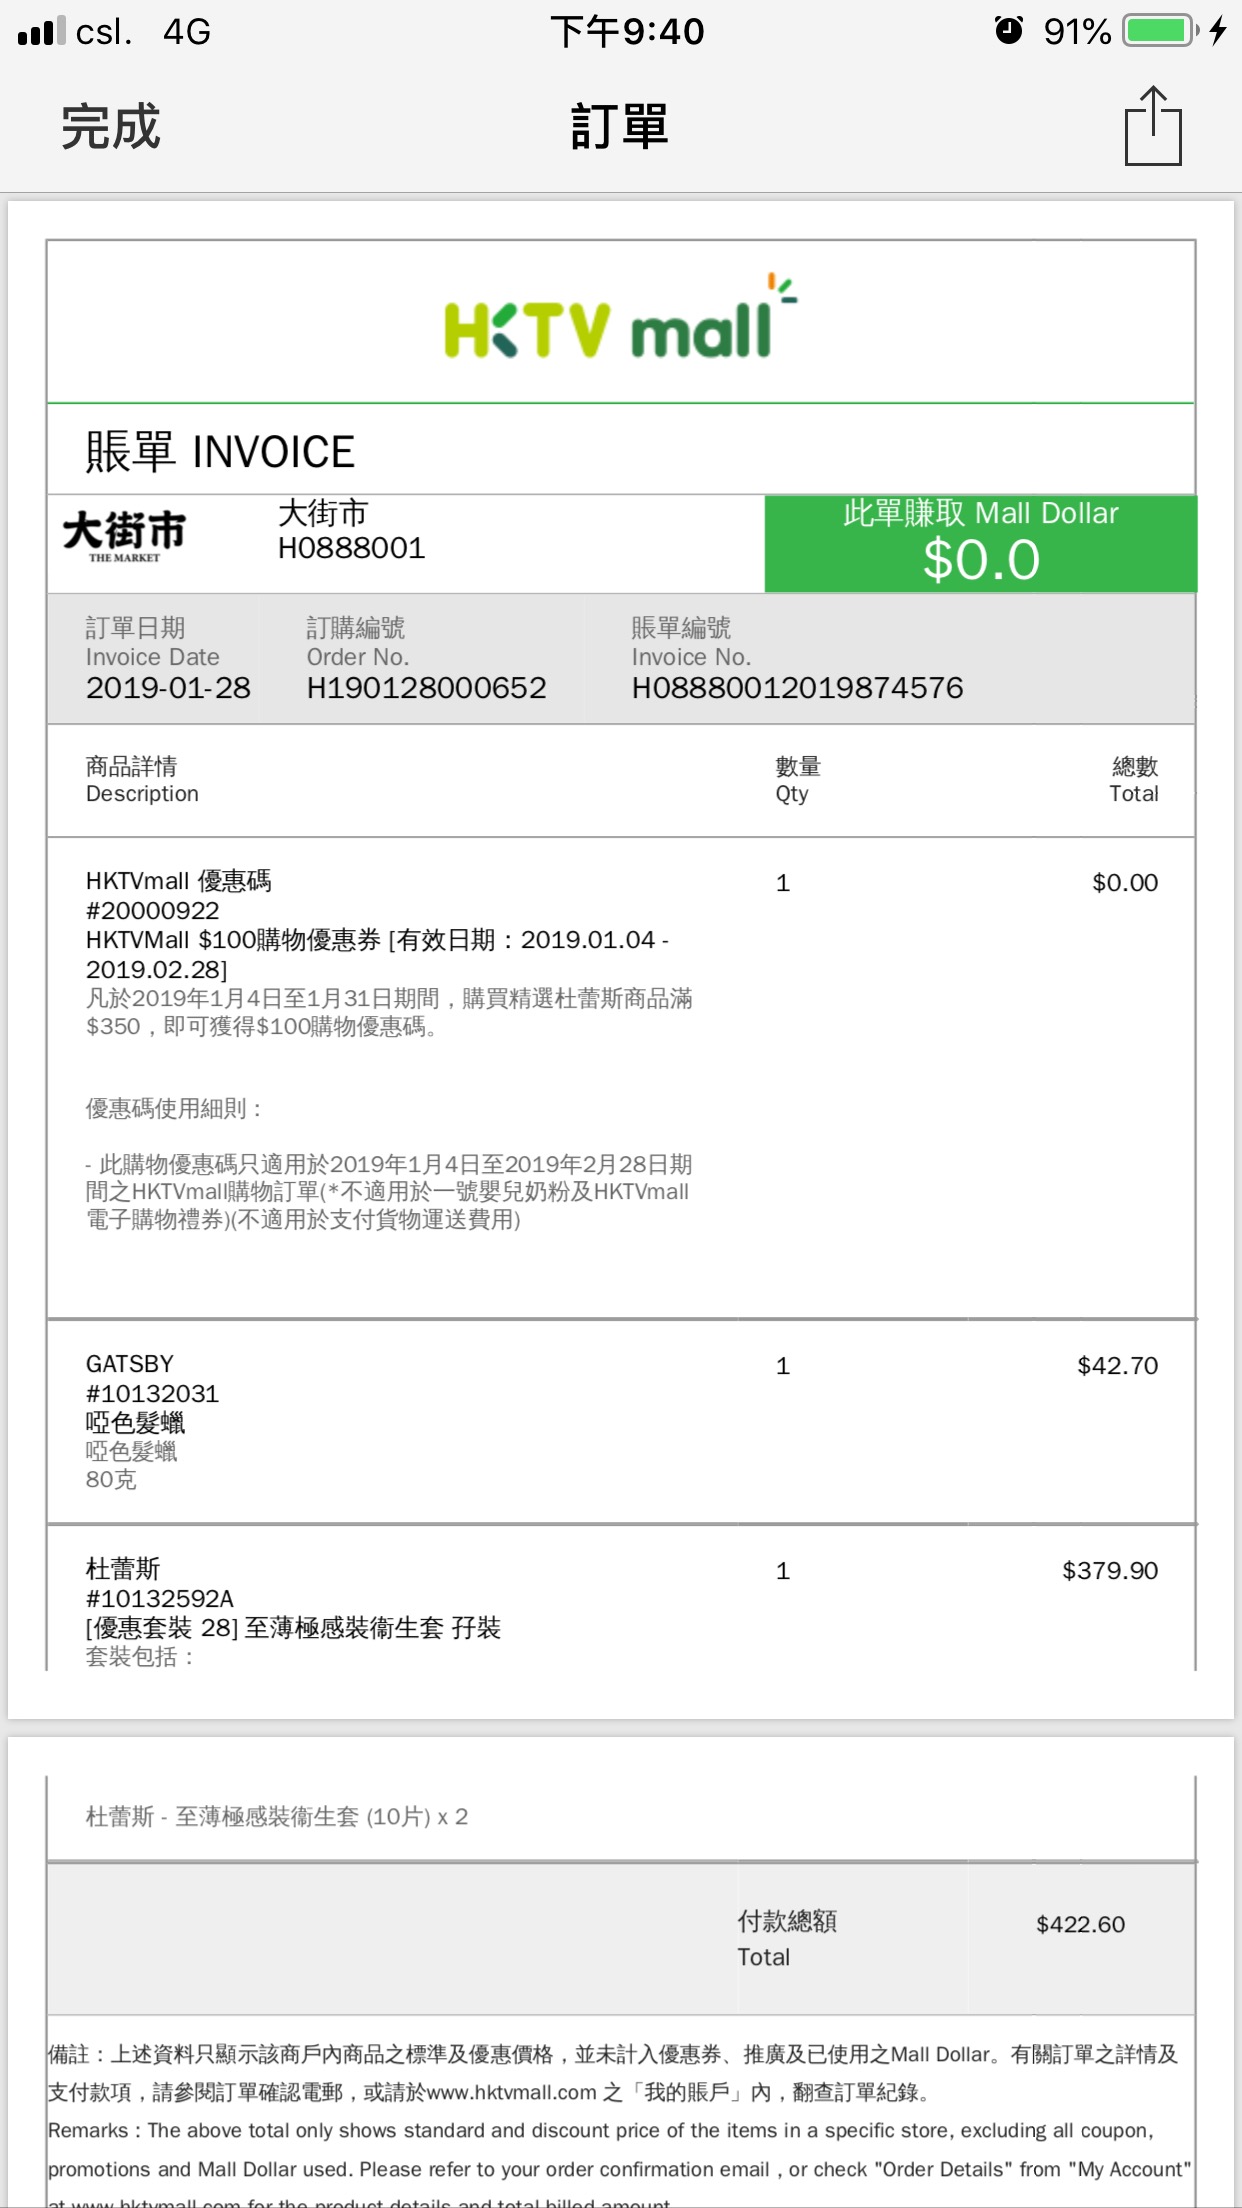 csl. 4G 下午9:40 91%
完成 訂單
HKTV mall
賬單 INVOICE
大街市 THE MARKET
大街市
H0888001
此單賺取 Mall Dollar
$0.0
訂單日期 訂購編號 賬單編號
Invoice Date Order No. Invoice No.
2019-01-28 H190128000652 H08880012019874576
商品詳情 數量 總數
Description Qty Total
HKTVmall 優惠碼 1 $0.00
#20000922
HKTVMall $100購物優惠券 [有效日期：2019.01.04 -
2019.02.28]
凡於2019年1月4日至1月31日期間，購買精選杜蕾斯商品滿
$350，即可獲得$100購物優惠碼。
優惠碼使用細則：
- 此購物優惠碼只適用於2019年1月4日至2019年2月28日期
間之HKTVmall購物訂單(*不適用於一號嬰兒奶粉及HKTVmall
電子購物禮券)(不適用於支付貨物運送費用)
GATSBY 1 $42.70
#10132031
啞色髮蠟
啞色髮蠟
80克
杜蕾斯 1 $379.90
#10132592A
[優惠套裝 28] 至薄極感裝衞生套 孖裝
套裝包括：
杜蕾斯 - 至薄極感裝衞生套 (10片) x 2
付款總額 $422.60
Total
備註：上述資料只顯示該商戶內商品之標準及優惠價格，並未計入優惠券、推廣及已使用之Mall Dollar。有關訂單之詳情及
支付款項，請參閱訂單確認電郵，或請於www.hktvmall.com 之「我的賬戶」內，翻查訂單紀錄。
Remarks : The above total only shows standard and discount price of the items in a specific store, excluding all coupon,
promotions and Mall Dollar used. Please refer to your order confirmation email , or check "Order Details" from "My Account"
at www.hktvmall.com for the product details and total billed amount.